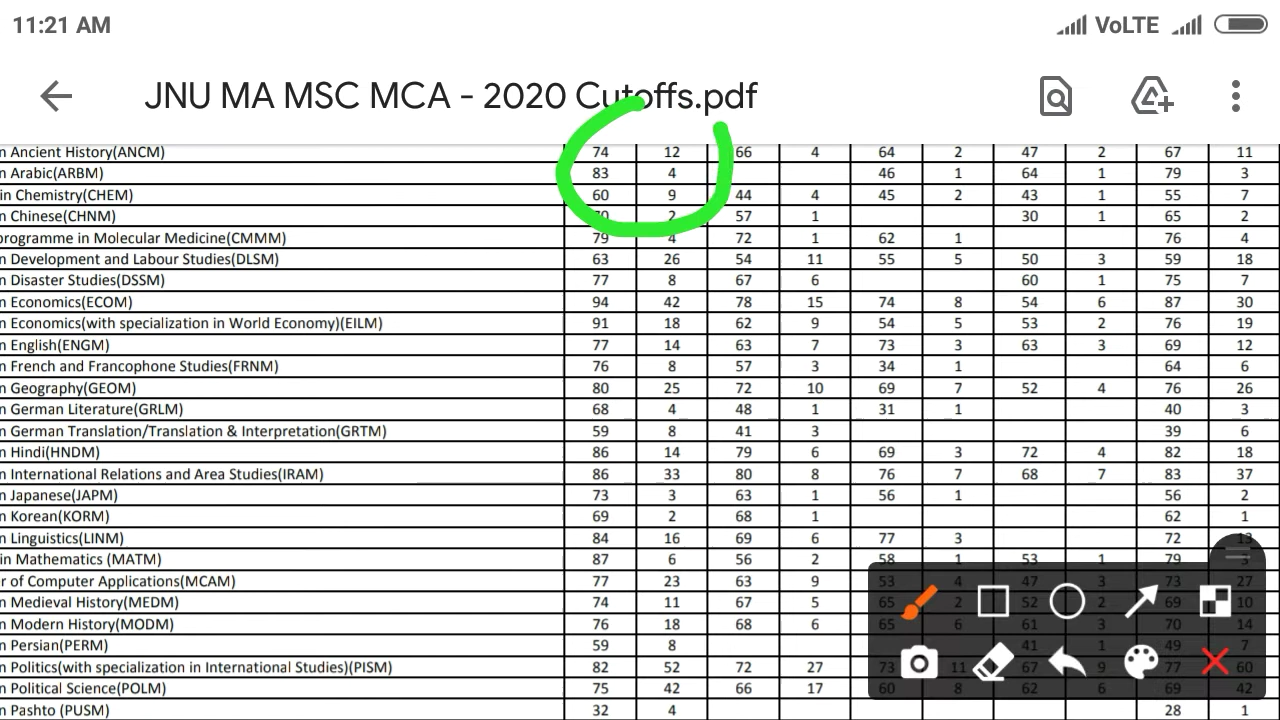 11:21 AM VoLTE
JNU MA MSC MCA - 2020 Cutoffs.pdf
n Ancient History(ANCM) 74 12 66 4 64 2 47 2 67 11
n Arabic(ARBM) 83 4 46 1 64 1 79 3
in Chemistry(CHEM) 60 9 44 4 45 2 43 1 55 7
n Chinese(CHNM) 70 2 57 1 30 1 65 2
programme in Molecular Medicine(CMMM) 79 4 72 1 62 1 76 4
n Development and Labour Studies(DLSM) 63 26 54 11 55 5 50 3 59 18
n Disaster Studies(DSSM) 77 8 67 6 60 1 75 7
n Economics(ECOM) 94 42 78 15 74 8 54 6 87 30
n Economics(with specialization in World Economy)(EILM) 91 18 62 9 54 5 53 2 76 19
n English(ENGM) 77 14 63 7 73 3 63 3 69 12
n French and Francophone Studies(FRNM) 76 8 57 3 34 1 64 6
n Geography(GEOM) 80 25 72 10 69 7 52 4 76 26
n German Literature(GRLM) 68 4 48 1 31 1 40 3
n German Translation/Translation & Interpretation(GRTM) 59 8 41 3 39 6
n Hindi(HNDM) 86 14 79 6 69 3 72 4 82 18
n International Relations and Area Studies(IRAM) 86 33 80 8 76 7 68 7 83 37
n Japanese(JAPM) 73 3 63 1 56 1 56 2
n Korean(KORM) 69 2 68 1 62 1
n Linguistics(LINM) 84 16 69 6 77 3 72 13
in Mathematics (MATM) 87 6 56 2 58 1 53 1 79
er of Computer Applications(MCAM) 77 23 63 9 53 4 47 3 73 27
n Medieval History(MEDM) 74 11 67 5 65 2 52 2 69 10
n Modern History(MODM) 76 18 68 6 65 6 61 3 70 14
n Persian(PERM) 59 8 41 1 49 7
n Politics(with specialization in International Studies)(PISM) 82 52 72 27 73 11 67 9 77 60
n Political Science(POLM) 75 42 66 17 60 8 62 6 69 42
n Pashto (PUSM) 32 4 28 1